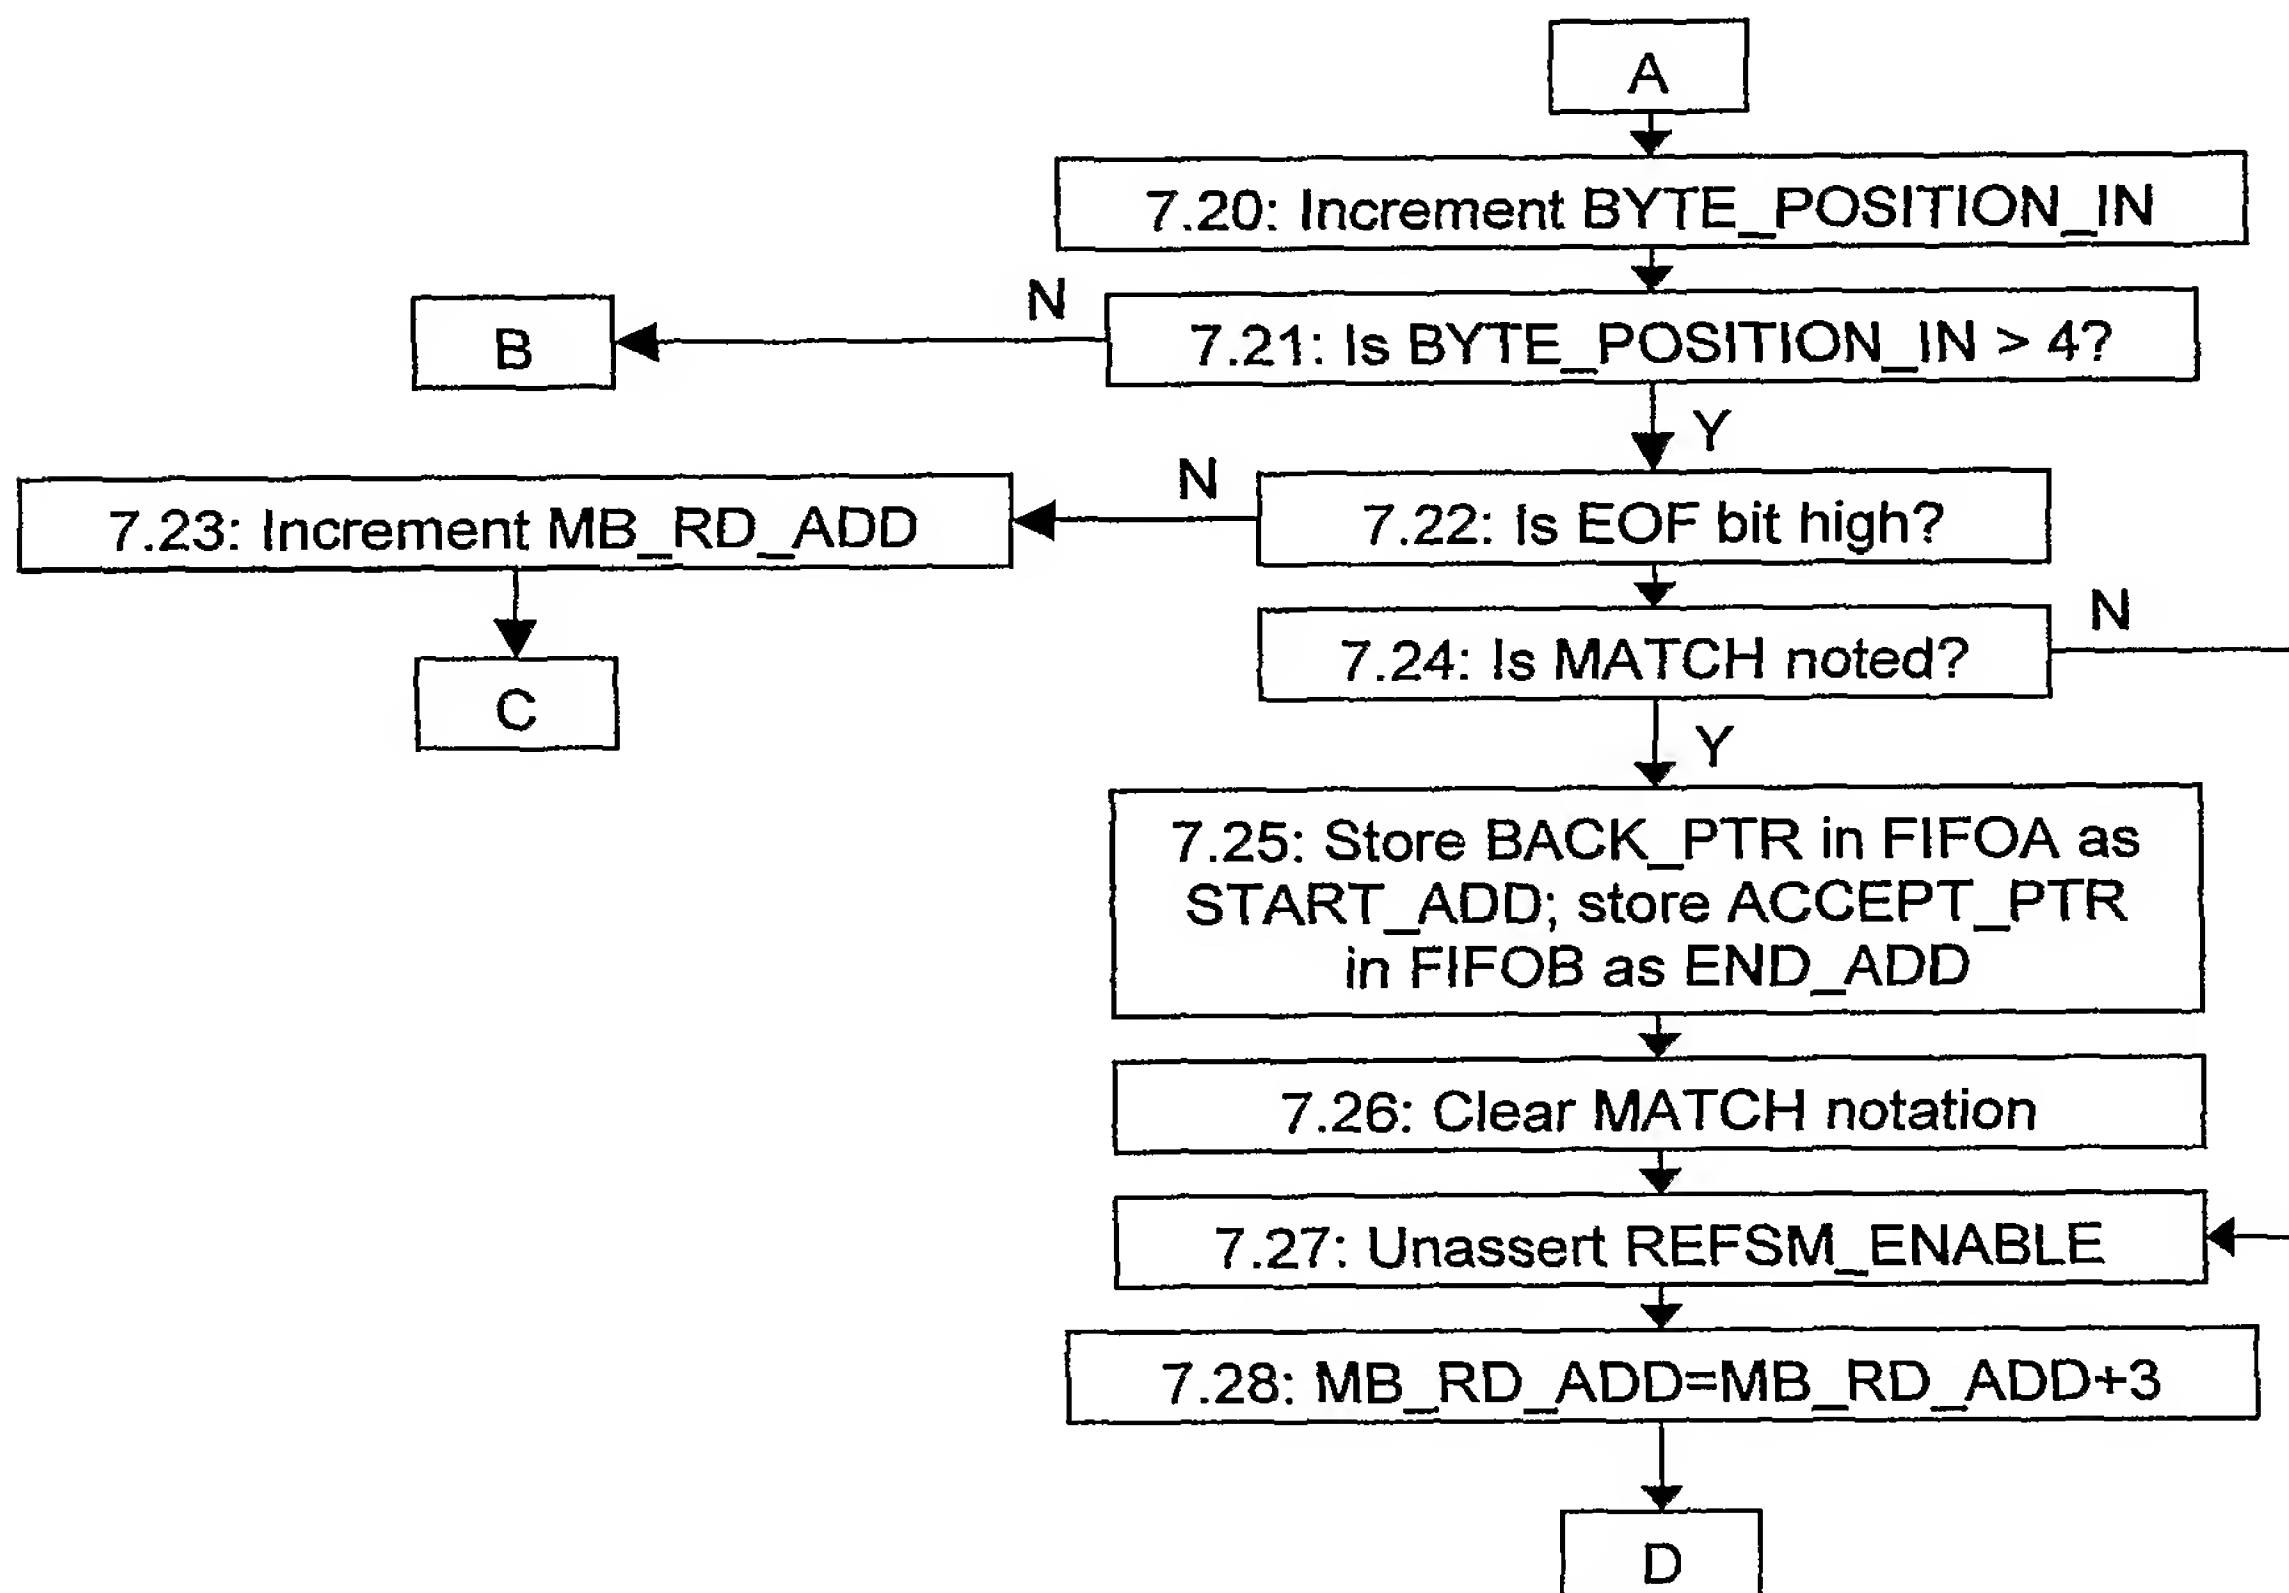 A
7.20: Increment BYTE_POSITION_IN
N
B
7.21: Is BYTE_POSITION_IN > 4?
Y
N
7.23: Increment MB_RD_ADD
7.22: Is EOF bit high?
N
7.24: Is MATCH noted?
C
Y
7.25: Store BACK_PTR in FIFOA as
START_ADD; store ACCEPT_PTR
in FIFOB as END_ADD
7.26: Clear MATCH notation
7.27: Unassert REFSM_ENABLE
7.28: MB_RD_ADD=MB_RD_ADD+3
D